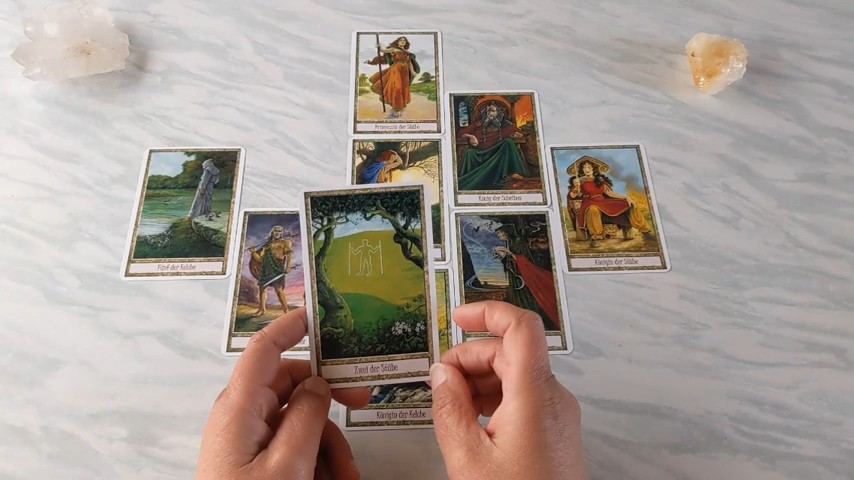 Prinzessin der Stäbe
König der Scheiben
Fünf der Kelche
Königin der Stäbe
Zwei der Stäbe
Königin der Kelche